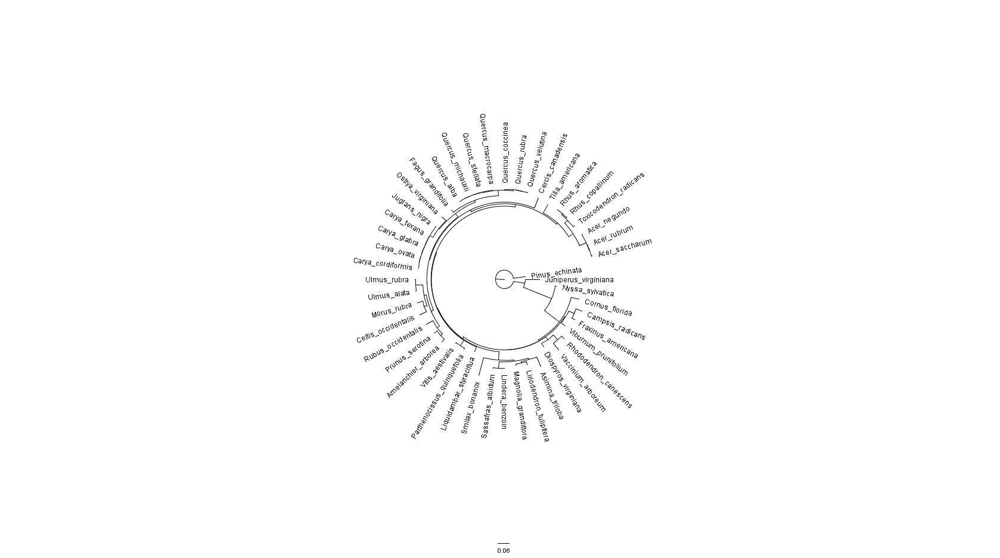 Pinus_echinata
Juniperus_virginiana
Nyssa_sylvatica
Cornus_florida
Campsis_radicans
Fraxinus_americana
Viburnum_prunifolium
Rhododendron_canescens
Vaccinium_arboreum
Diospyros_virginiana
Asimina_triloba
Liriodendron_tulipifera
Magnolia_grandiflora
Lindera_benzoin
Sassafras_albidum
Smilax_bonanox
Liquidambar_styraciflua
Parthenocissus_quinquefolia
Vitis_aestivalis
Amelanchier_arborea
Prunus_serotina
Rubus_occidentalis
Celtis_occidentalis
Morus_rubra
Ulmus_alata
Ulmus_rubra
Carya_cordiformis
Carya_ovata
Carya_glabra
Carya_texana
Juglans_nigra
Ostrya_virginiana
Fagus_grandifolia
Quercus_alba
Quercus_michauxii
Quercus_stellata
Quercus_macrocarpa
Quercus_coccinea
Quercus_rubra
Quercus_velutina
Cercis_canadensis
Tilia_americana
Rhus_aromatica
Rhus_copallinum
Toxicodendron_radicans
Acer_negundo
Acer_rubrum
Acer_saccharum
0.06